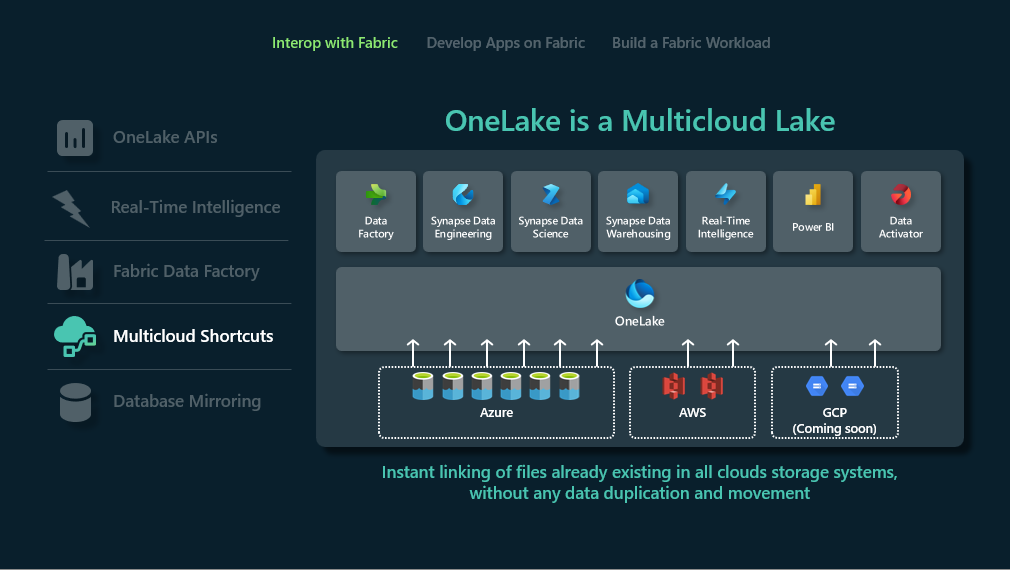 Interop with Fabric
Develop Apps on Fabric
Build a Fabric Workload
OneLake APIs
Real-Time Intelligence
Fabric Data Factory
Multicloud Shortcuts
Database Mirroring
OneLake is a Multicloud Lake
Data
Factory
Synapse Data
Engineering
Synapse Data
Science
Synapse Data
Warehousing
Real-Time
Intelligence
Power BI
Data
Activator
OneLake
Azure
AWS
GCP
(Coming soon)
Instant linking of files already existing in all clouds storage systems,
without any data duplication and movement